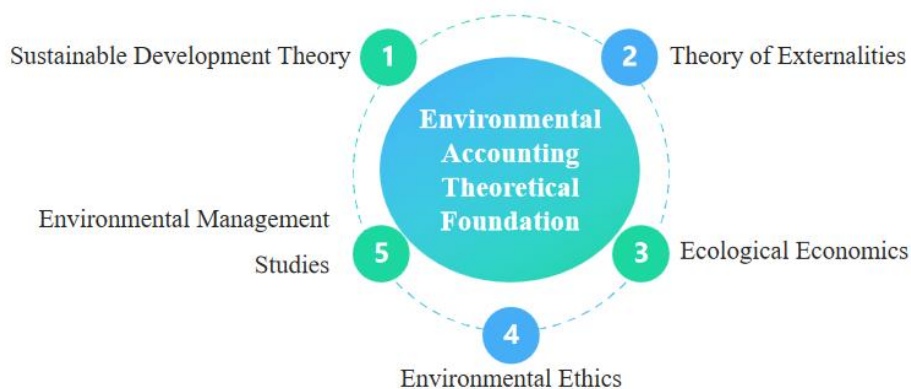 Sustainable Development Theory
1
2
Theory of Externalities
Environmental
Accounting
Theoretical
Foundation
Environmental Management
Studies
5
3
Ecological Economics
4
Environmental Ethics